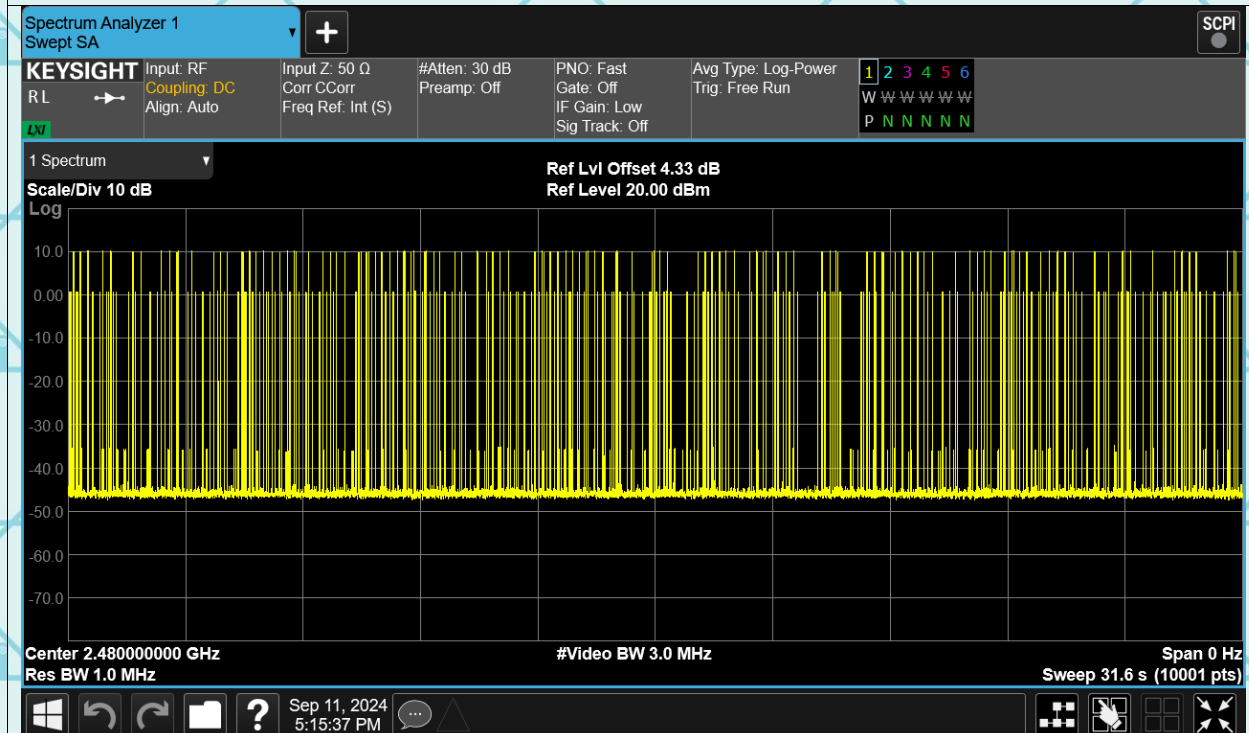 Spectrum Analyzer 1
Swept SA
+
SCPI
KEYSIGHT
R L
LXI
Input: RF
Coupling: DC
Align: Auto
Input Z: 50 Ω
Corr CCorr
Freq Ref: Int (S)
#Atten: 30 dB
Preamp: Off
PNO: Fast
Gate: Off
IF Gain: Low
Sig Track: Off
Avg Type: Log-Power
Trig: Free Run
1 2 3 4 5 6
W W W W W W
P N N N N N
1 Spectrum
Scale/Div 10 dB
Ref Lvl Offset 4.33 dB
Ref Level 20.00 dBm
Log
10.0
0.00
-10.0
-20.0
-30.0
-40.0
-50.0
-60.0
-70.0
Center 2.480000000 GHz
#Video BW 3.0 MHz
Span 0 Hz
Res BW 1.0 MHz
Sweep 31.6 s (10001 pts)
?
Sep 11, 2024
5:15:37 PM